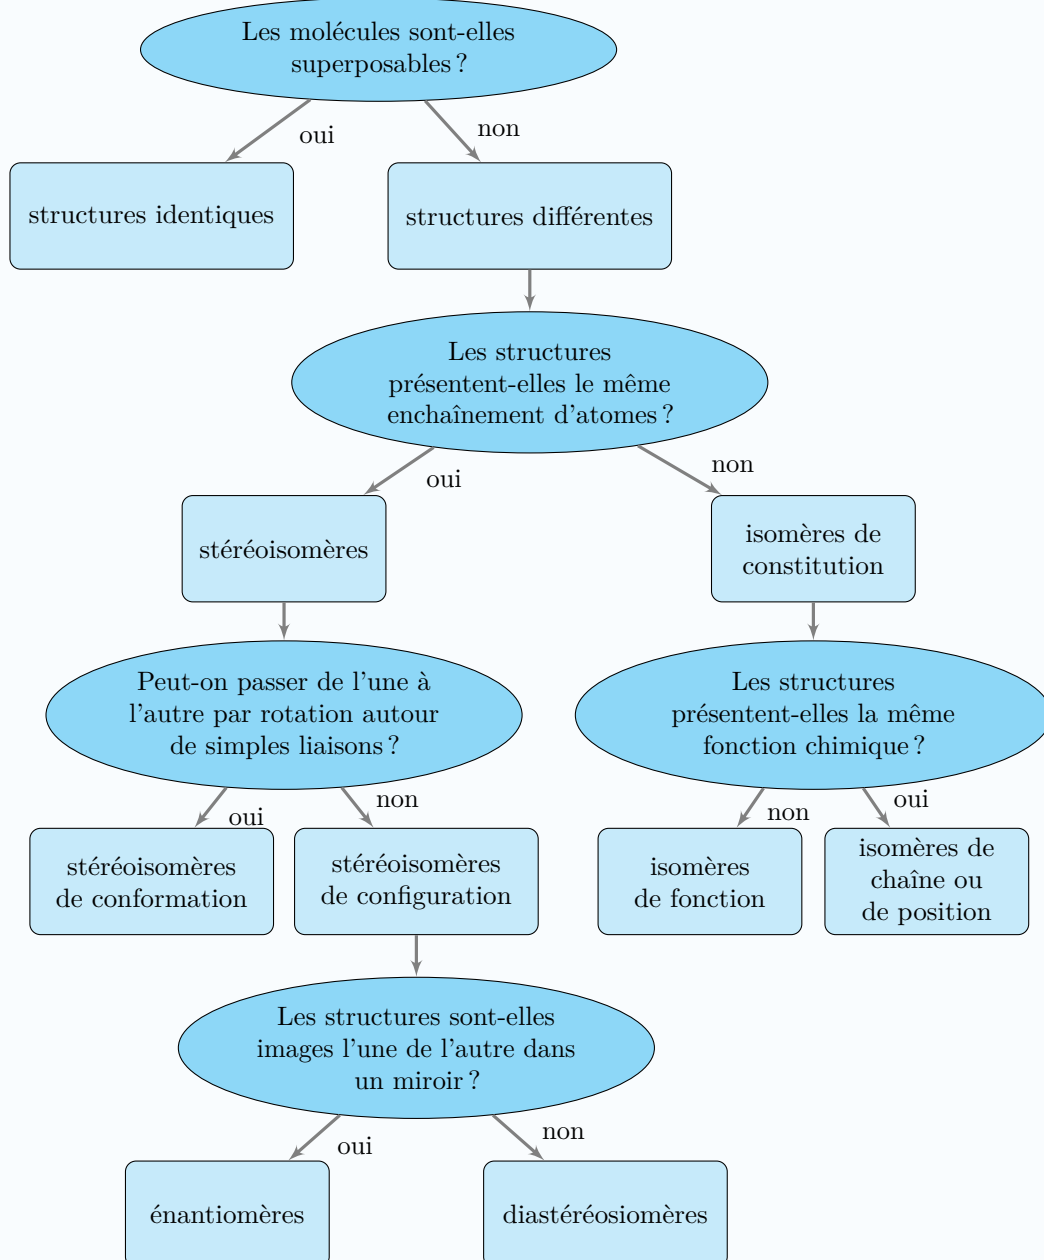 Les molécules sont-elles
superposables ?
oui
non
structures identiques
structures différentes
Les structures
présentent-elles le même
enchaînement d'atomes ?
oui
non
stéréoisomères
isomères de
constitution
Peut-on passer de l'une à
l'autre par rotation autour
de simples liaisons ?
Les structures
présentent-elles la même
fonction chimique ?
oui
non
non
oui
stéréoisomères
de conformation
stéréoisomères
de configuration
isomères
de fonction
isomères de
chaîne ou
de position
Les structures sont-elles
images l'une de l'autre dans
un miroir ?
oui
non
énantiomères
diastéréosiomères